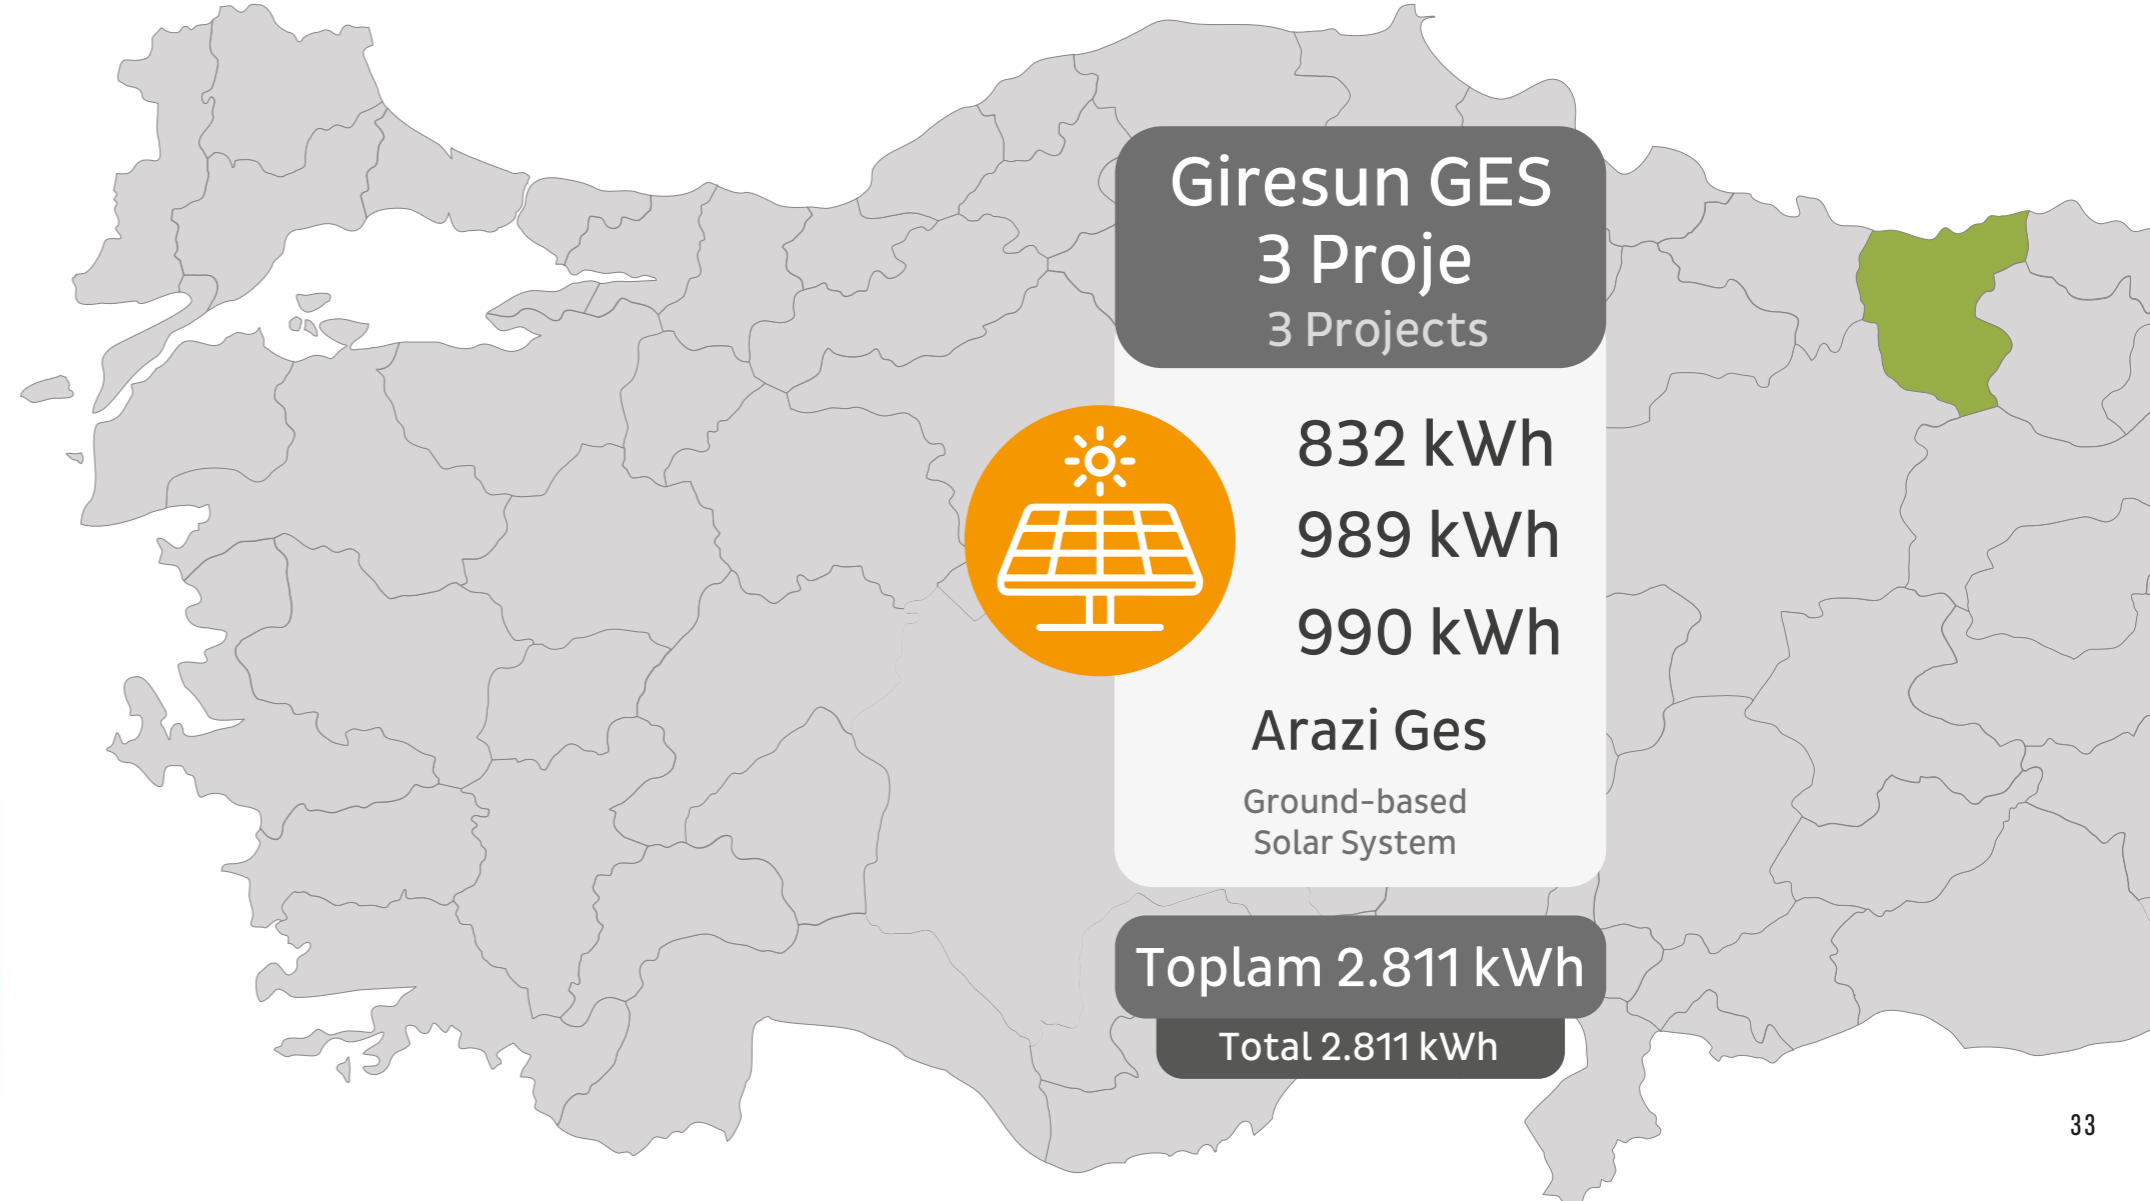 Giresun GES
3 Proje
3 Projects
832 kWh
989 kWh
990 kWh
Arazi Ges
Ground-based
Solar System
Toplam 2.811 kWh
Total 2.811 kWh
33